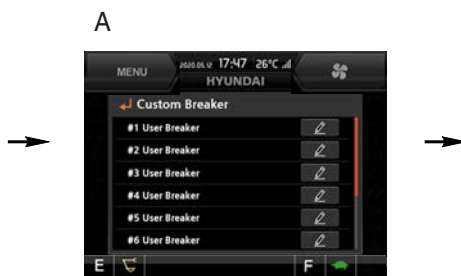 A
MENU 2020.05.12 17:47 26°C
HYUNDAI
Custom Breaker
#1 User Breaker
#2 User Breaker
#3 User Breaker
#4 User Breaker
#5 User Breaker
#6 User Breaker
E F